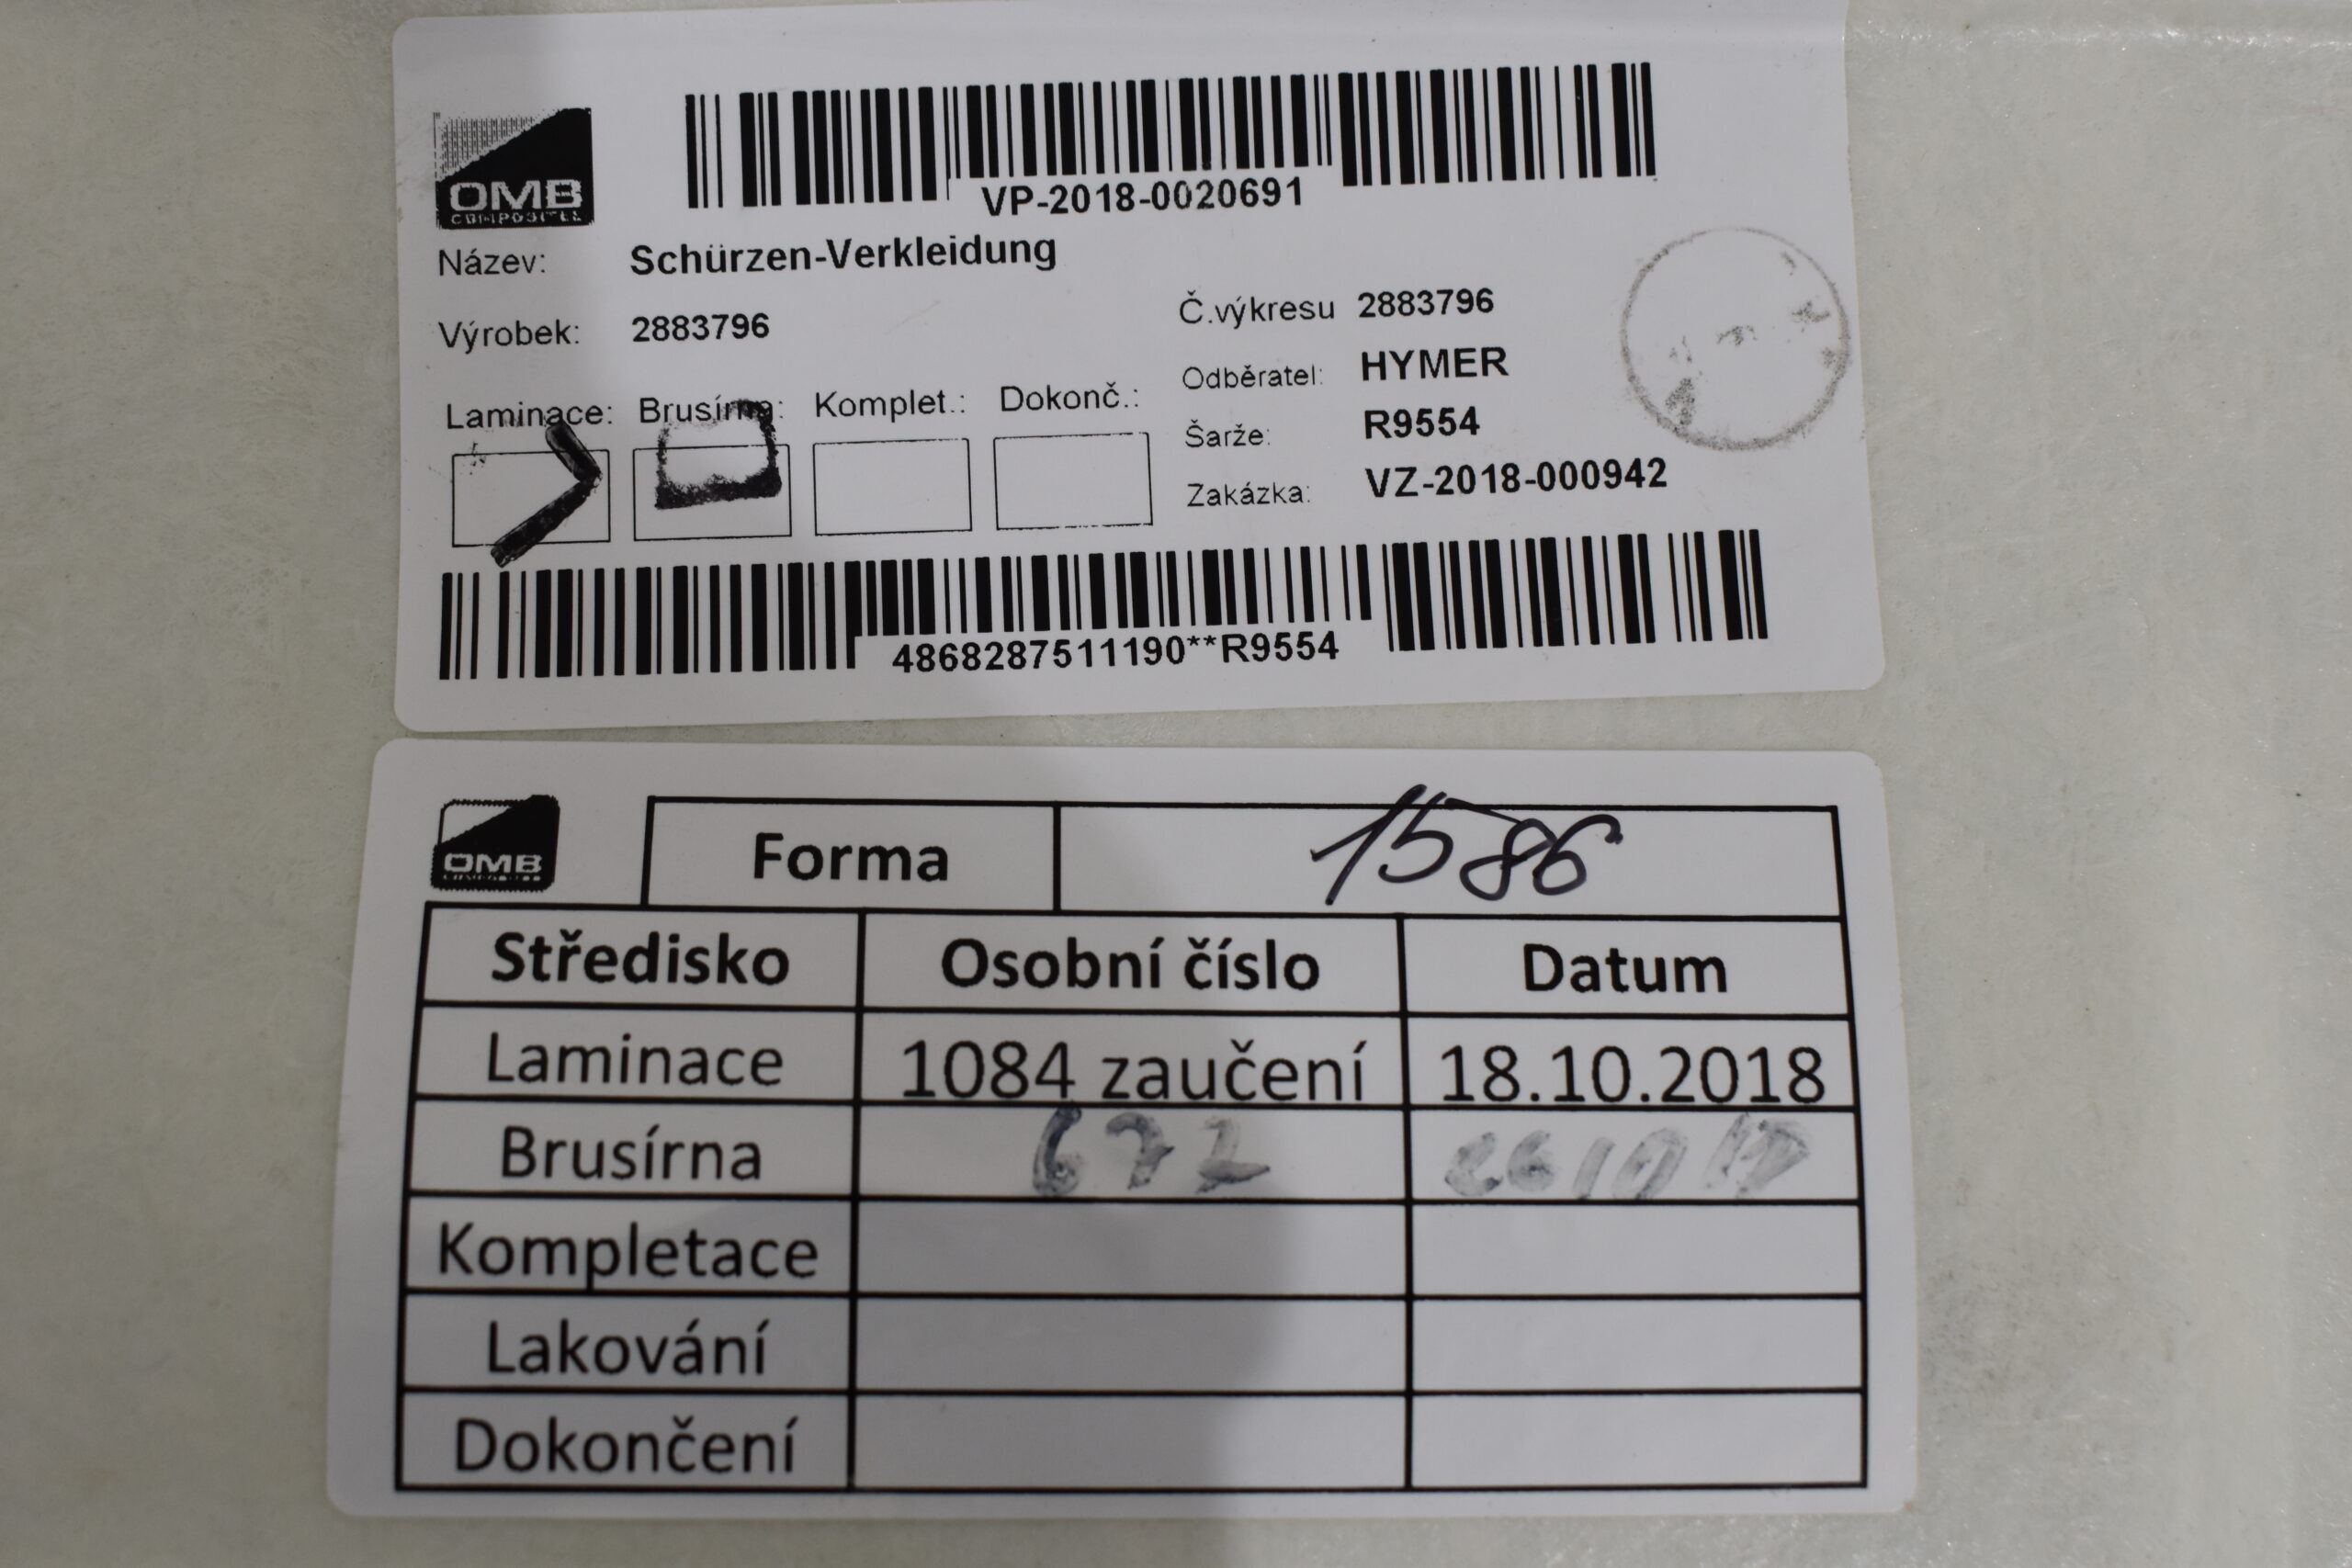 OMB
COMPOSITES
VP-2018-0020691
Název: Schürzen-Verkleidung
Výrobek: 2883796
Č.výkresu 2883796
Odběratel: HYMER
Laminace: Brusírna: Komplet.: Dokonč.:
Šarže: R9554
Zakázka: VZ-2018-000942
4868287511190**R9554
OMB
Forma 1586
Středisko Osobní číslo Datum
Laminace 1084 zaučení 18.10.2018
Brusírna 672
Kompletace
Lakování
Dokončení